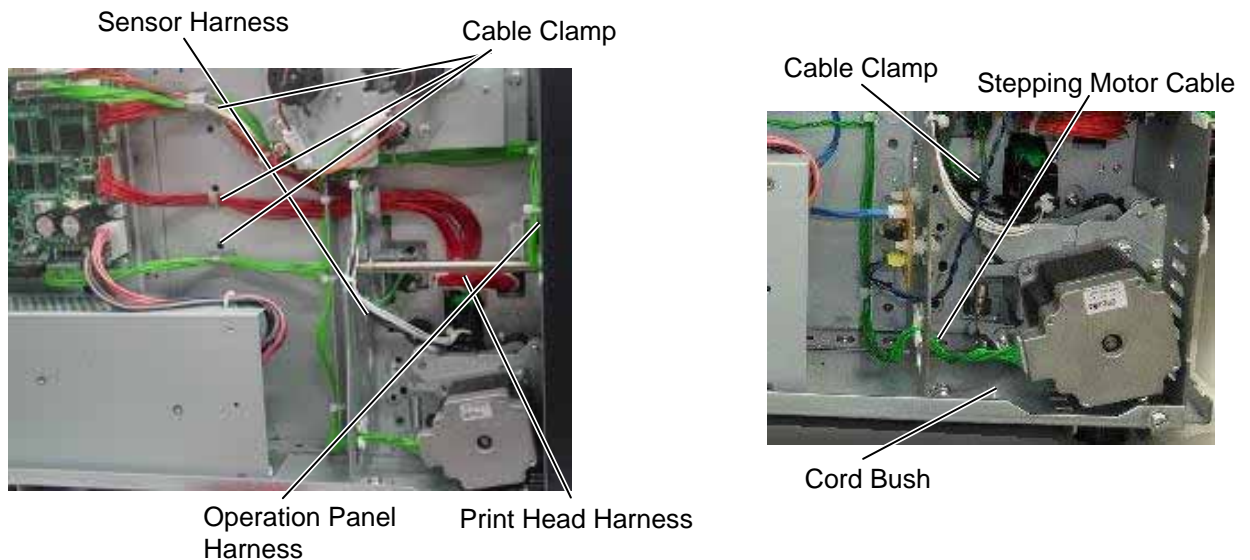 Sensor Harness
Cable Clamp
Cable Clamp
Stepping Motor Cable
Operation Panel
Harness
Print Head Harness
Cord Bush